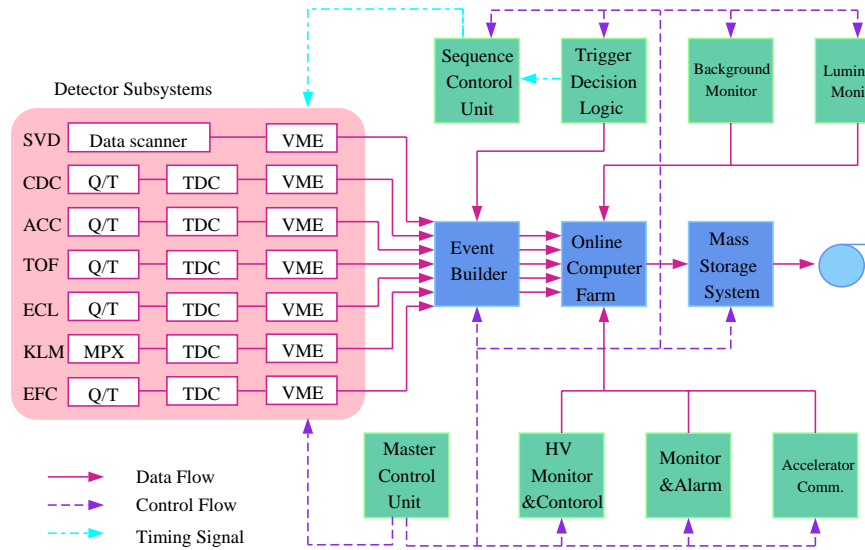 Sequence
Contorol
Unit
Trigger
Decision
Logic
Background
Monitor
Detector Subsystems
SVD
Data scanner
VME
CDC
Q/T
TDC
VME
ACC
Q/T
TDC
VME
TOF
Q/T
TDC
VME
ECL
Q/T
TDC
VME
KLM
MPX
TDC
VME
EFC
Q/T
TDC
VME
Event
Builder
Online
Computer
Farm
Mass
Storage
System
Master
Control
Unit
HV
Monitor
&Contorol
Monitor
&Alarm
Accelerator
Comm.
Data Flow
Control Flow
Timing Signal